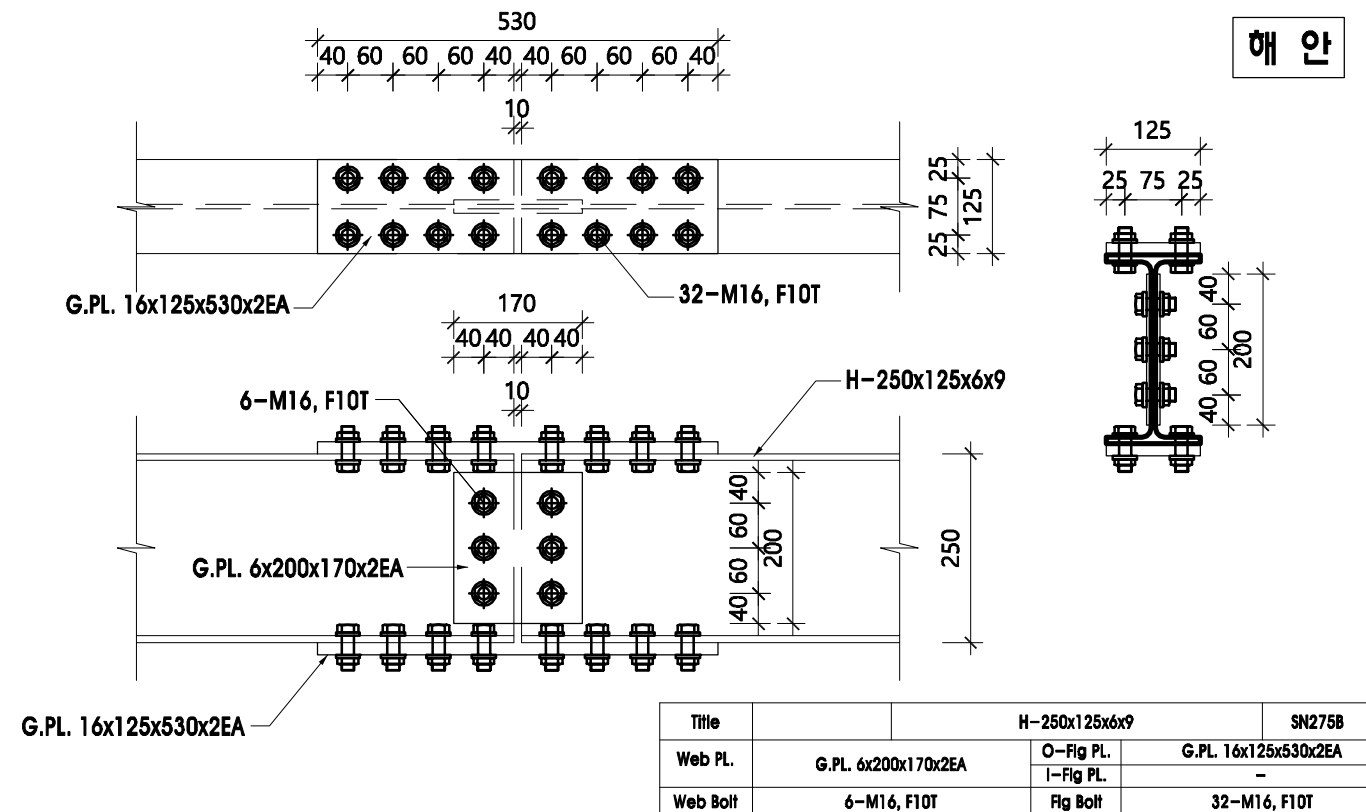 530
40 60 60 60 40 40 60 60 60 40
10
해 안
25
75
25
125
G.PL. 16x125x530x2EA
32-M16, F10T
125
25 75 25
40
60
60
40
200
170
40 40 40 40
10
6-M16, F10T
H-250x125x6x9
G.PL. 6x200x170x2EA
40
60
60
40
200
250
G.PL. 16x125x530x2EA
Title H-250x125x6x9 SN275B
Web PL. G.PL. 6x200x170x2EA O-Flg PL. G.PL. 16x125x530x2EA
I-Flg PL. -
Web Bolt 6-M16, F10T Flg Bolt 32-M16, F10T